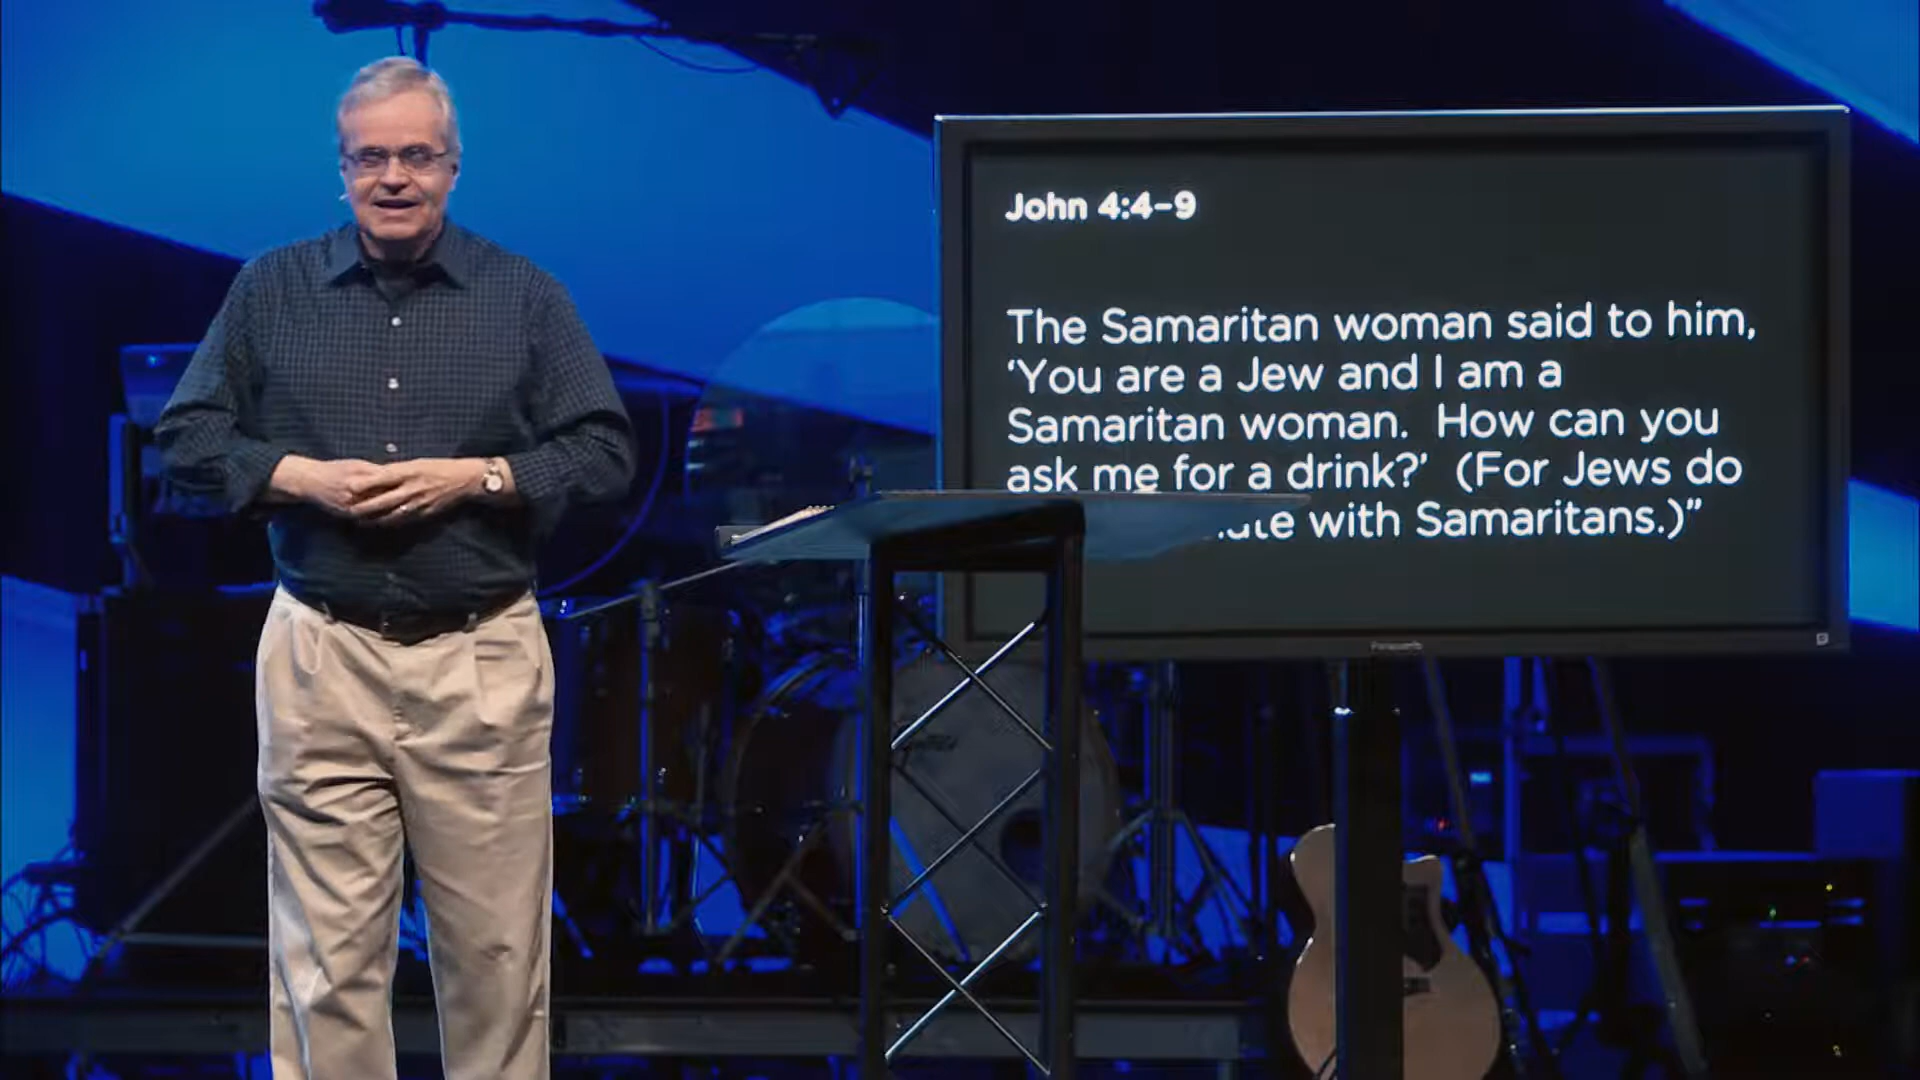 John 4:4-9
The Samaritan woman said to him,
‘You are a Jew and I am a
Samaritan woman.  How can you
ask me for a drink?’  (For Jews do
with Samaritans.)”
Panasonic